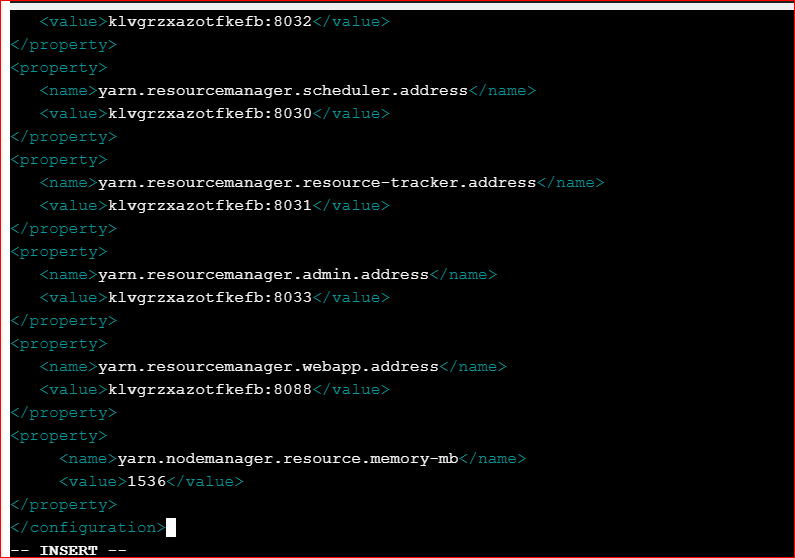 <value>klvgrzxazotfkefb:8032</value>
</property>
<property>
<name>yarn.resourcemanager.scheduler.address</name>
<value>klvgrzxazotfkefb:8030</value>
</property>
<property>
<name>yarn.resourcemanager.resource-tracker.address</name>
<value>klvgrzxazotfkefb:8031</value>
</property>
<property>
<name>yarn.resourcemanager.admin.address</name>
<value>klvgrzxazotfkefb:8033</value>
</property>
<property>
<name>yarn.resourcemanager.webapp.address</name>
<value>klvgrzxazotfkefb:8088</value>
</property>
<property>
<name>yarn.nodemanager.resource.memory-mb</name>
<value>1536</value>
</property>
</configuration>
-- INSERT --